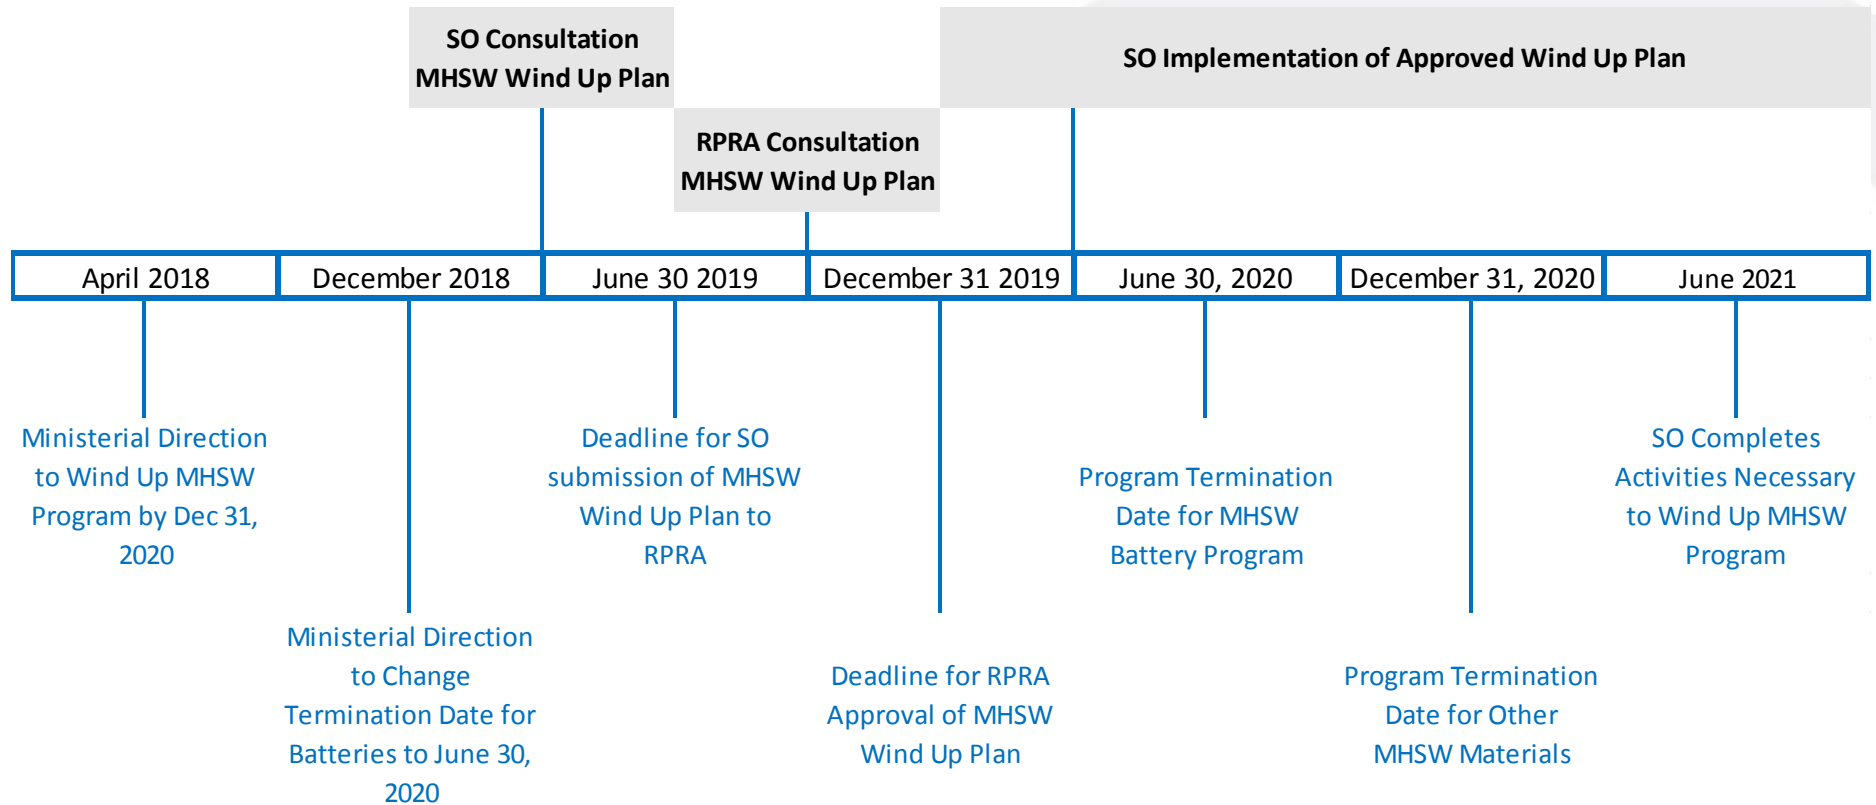 SO Consultation
MHSW Wind Up Plan
SO Implementation of Approved Wind Up Plan
RPRA Consultation
MHSW Wind Up Plan
April 2018
December 2018
June 30 2019
December 31 2019
June 30, 2020
December 31, 2020
June 2021
Ministerial Direction
to Wind Up MHSW
Program by Dec 31,
2020
Deadline for SO
submission of MHSW
Wind Up Plan to
RPRA
Program Termination
Date for MHSW
Battery Program
SO Completes
Activities Necessary
to Wind Up MHSW
Program
Ministerial Direction
to Change
Termination Date for
Batteries to June 30,
2020
Deadline for RPRA
Approval of MHSW
Wind Up Plan
Program Termination
Date for Other
MHSW Materials